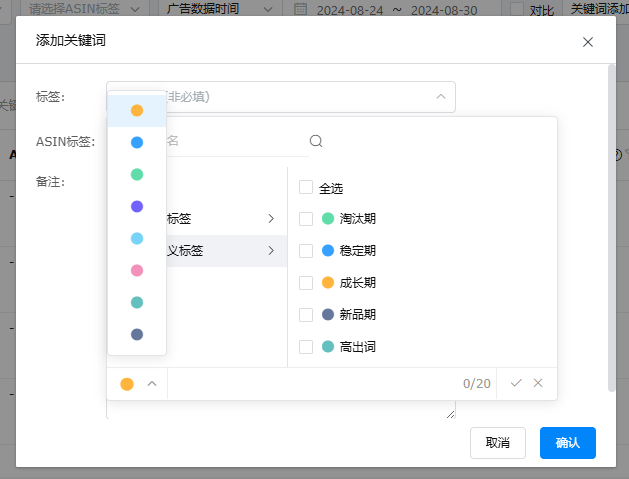 请选择ASIN标签 广告数据时间 2024-08-24 ~ 2024-08-30 对比 关键词添加
添加关键词
标签: (非必填)
ASIN标签: 名
备注: 全选
标签 淘汰期
义标签 稳定期
成长期
新品期
高出词
0/20
取消 确认